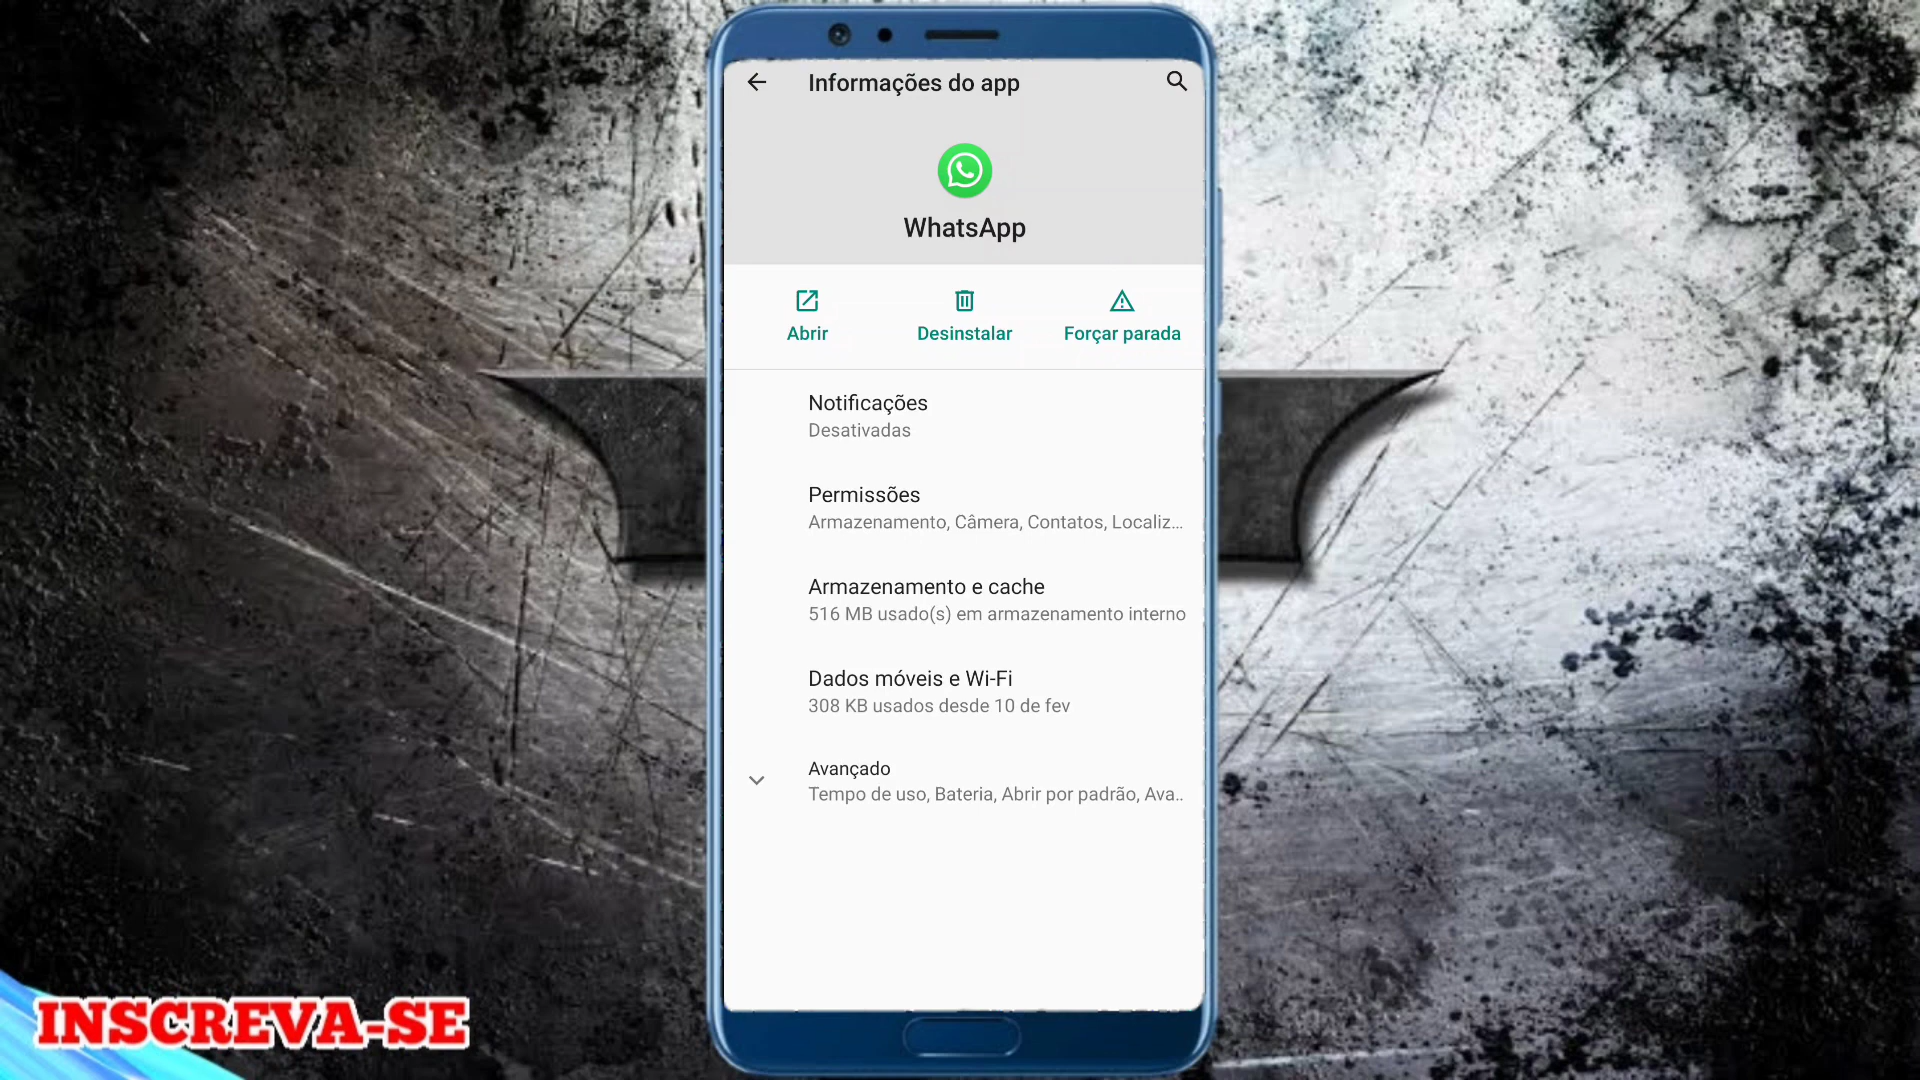 Informações do app
WhatsApp
Abrir
Desinstalar
Forçar parada
Notificações
Desativadas
Permissões
Armazenamento, Câmera, Contatos, Localiz...
Armazenamento e cache
516 MB usado(s) em armazenamento interno
Dados móveis e Wi-Fi
308 KB usados desde 10 de fev
Avançado
Tempo de uso, Bateria, Abrir por padrão, Ava..
INSCREVA-SE